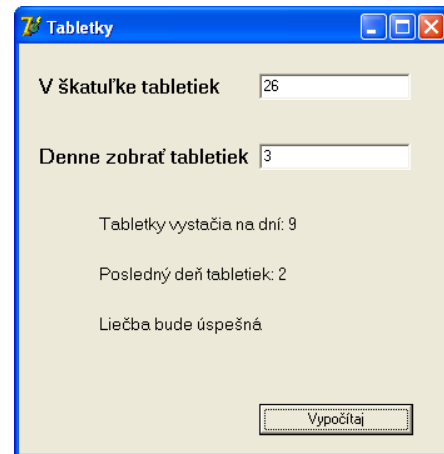 Tabletky
V škatuľke tabletiek 26
Denne zobrať tabletiek 3
Tabletky vystačia na dní: 9
Posledný deň tabletiek: 2
Liečba bude úspešná
Vypočítaj